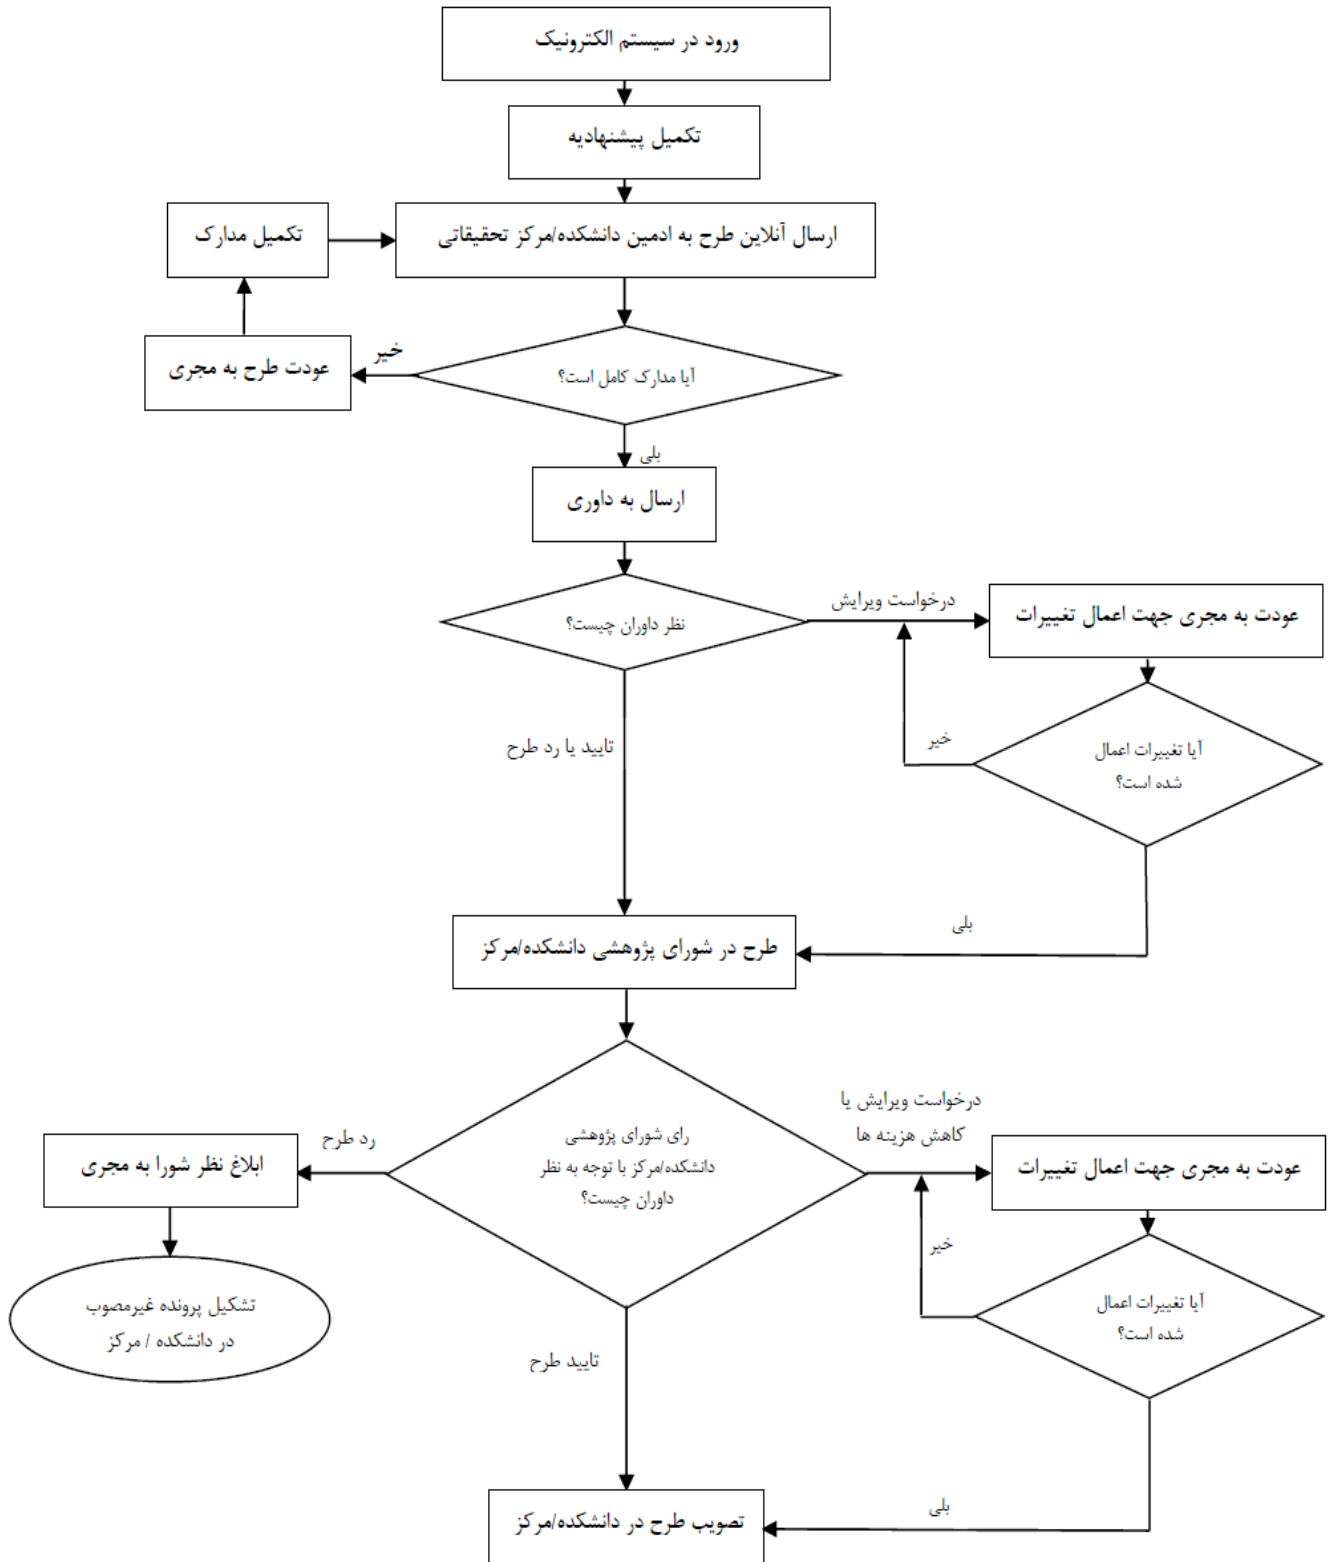 ورود در سیستم الکترونیک
تکمیل پیشنهادیه
ارسال آنلاین طرح به ادمین دانشکده/مرکز تحقیقاتی
تکمیل مدارک
آیا مدارک کامل است؟
خیر
عودت طرح به مجری
بلی
ارسال به داوری
نظر داوران چیست؟
درخواست ویرایش
عودت به مجری جهت اعمال تغییرات
آیا تغییرات اعمال
شده است؟
خیر
تایید یا رد طرح
بلی
طرح در شورای پژوهشی دانشکده/مرکز
رای شورای پژوهشی
دانشکده/مرکز با توجه به نظر
داوران چیست؟
درخواست ویرایش یا
کاهش هزینه ها
عودت به مجری جهت اعمال تغییرات
آیا تغییرات اعمال
شده است؟
خیر
رد طرح
ابلاغ نظر شورا به مجری
تشکیل پرونده غیرمصوب
در دانشکده / مرکز
تایید طرح
بلی
تصویب طرح در دانشکده/مرکز